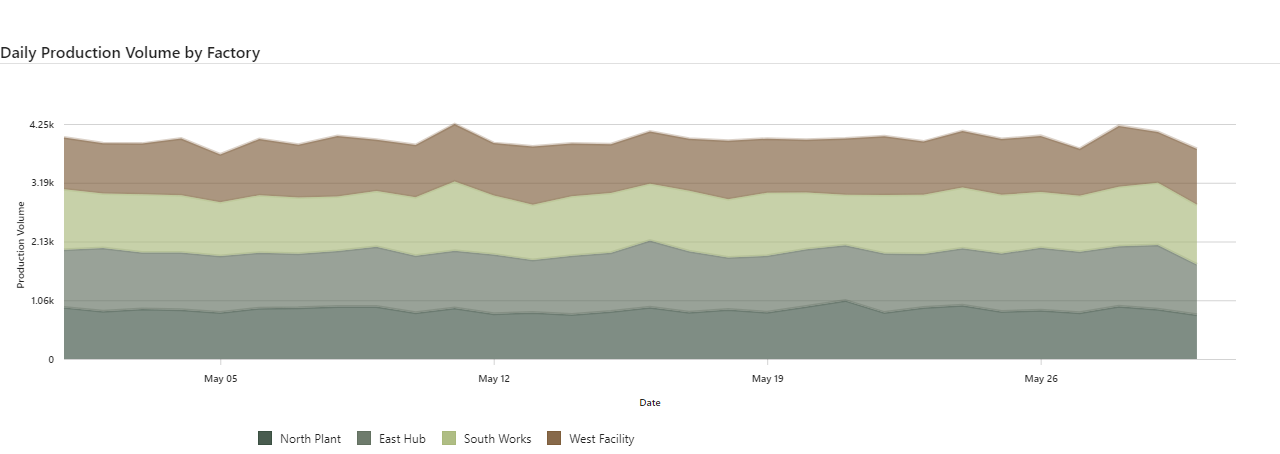 Daily Production Volume by Factory
4.25k
3.19k
2.13k
1.06k
0
Production Volume
May 05 May 12 May 19 May 26
Date
North Plant East Hub South Works West Facility